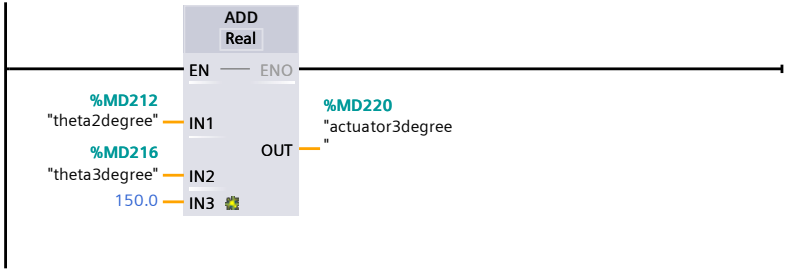 ADD
Real
EN
ENO
%MD212
"theta2degree"
IN1
%MD220
"actuator3degree
"
OUT
%MD216
"theta3degree"
IN2
150.0
IN3